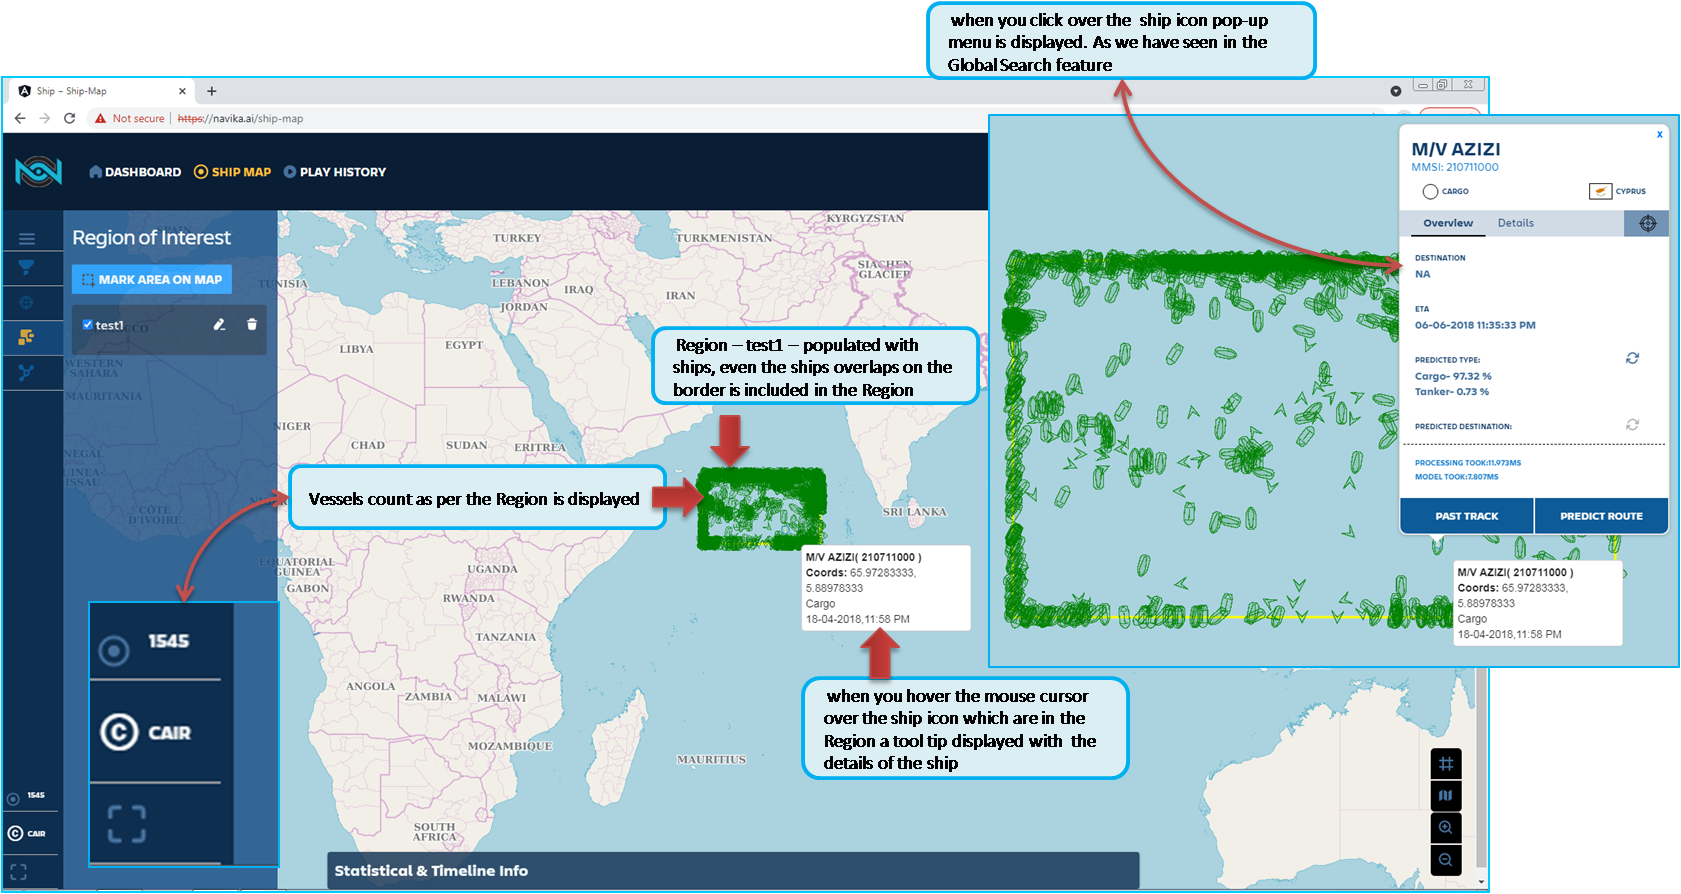 when you click over the  ship icon pop-up
menu is displayed. As we have seen in the
Global Search feature
Ship – Ship-Map
Not secure
https://navika.ai/ship-map
DASHBOARD
SHIP MAP
PLAY HISTORY
Region of Interest
MARK AREA ON MAP
test1
KYRGYZSTAN
TURKEY
TURKMENISTAN
SIACHEN
GLACIER
TUNISIA
LEBANON
IRAQ
IRAN
JORDAN
LIBYA
EGYPT
WESTERN
SAHARA
MAURITANIA
NIGER
CHAD
SUDAN
ERITREA
CÔTE
D'IVOIRE
SRI LANKA
EQUATORIAL
GUINEA
GABON
UGANDA
RWANDA
TANZANIA
ANGOLA
ZAMBIA
MALAWI
MOZAMBIQUE
MAURITIUS
SOUTH
AFRICA
Region – test1 – populated with
ships, even the ships overlaps on the
border is included in the Region
Vessels count as per the Region is displayed
M/V AZIZI( 210711000 )
Coords: 65.97283333,
5.88978333
Cargo
18-04-2018,11:58 PM
when you hover the mouse cursor
over the ship icon which are in the
Region a tool tip displayed with  the
details of the ship
1545
CAIR
1545
CAIR
Statistical & Timeline Info
x
M/V AZIZI
MMSI: 210711000
CARGO
CYPRUS
Overview
Details
DESTINATION
NA
ETA
06-06-2018 11:35:33 PM
PREDICTED TYPE:
Cargo- 97.32 %
Tanker- 0.73 %
PREDICTED DESTINATION:
PROCESSING TOOK:11.973MS
MODEL TOOK:7.807MS
PAST TRACK
PREDICT ROUTE
M/V AZIZI( 210711000 )
Coords: 65.97283333,
5.88978333
Cargo
18-04-2018,11:58 PM